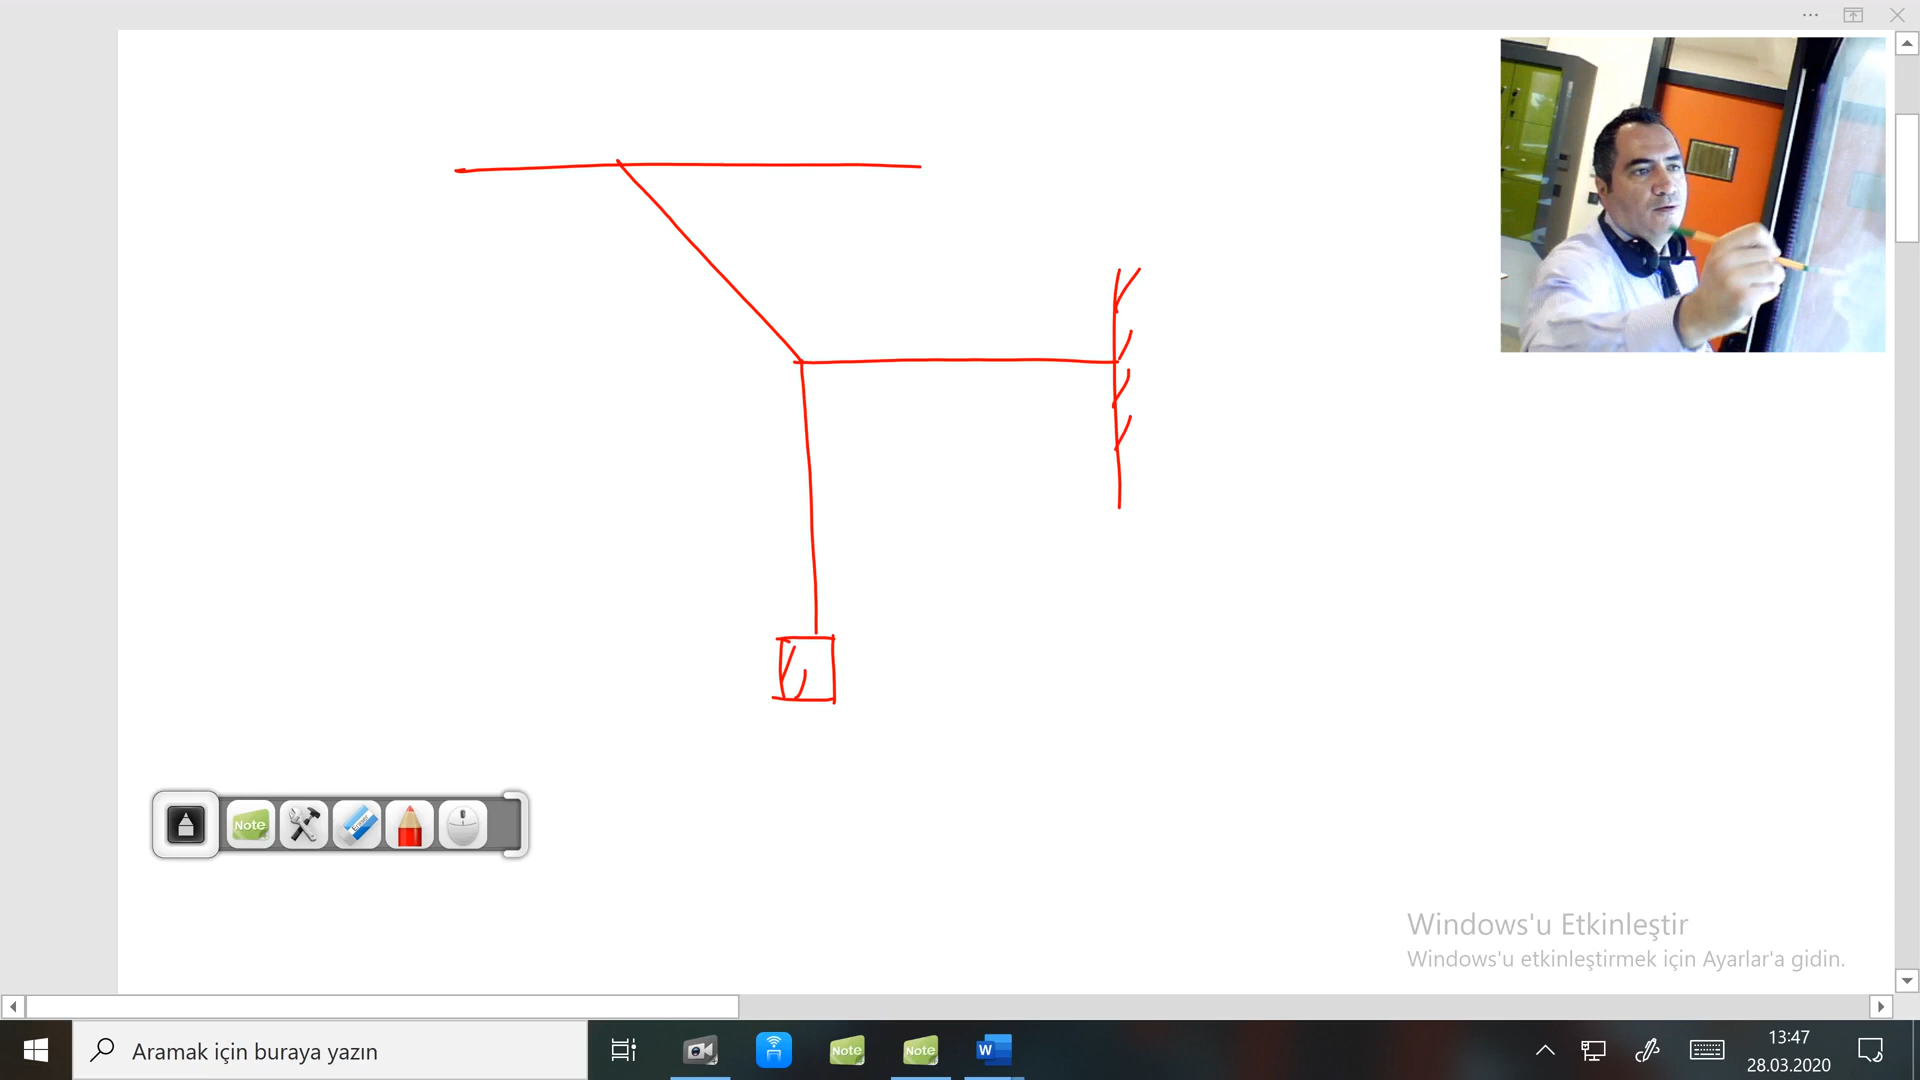 Note
Eraser
Windows'u Etkinleştir
Windows'u etkinleştirmek için Ayarlar'a gidin.
Aramak için buraya yazın
Note
Note
W
13:47
28.03.2020